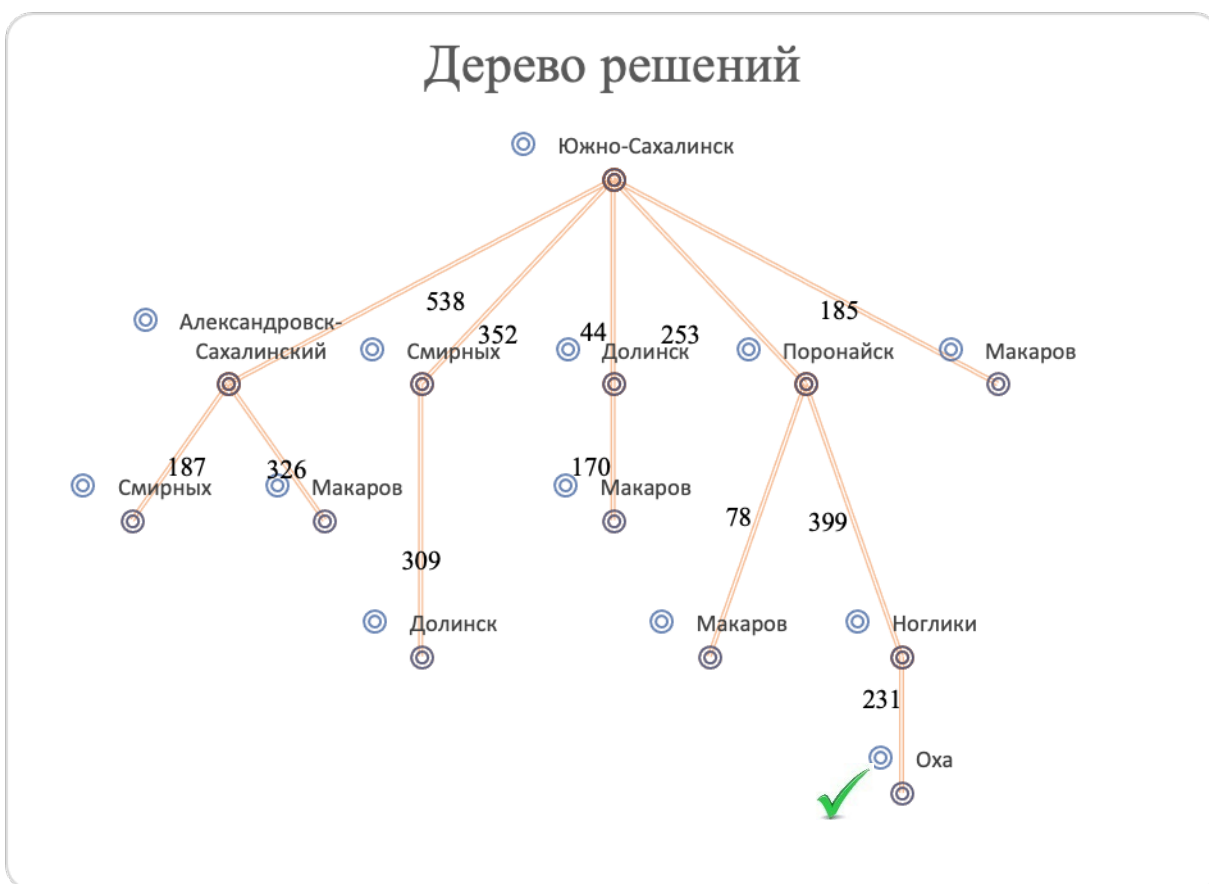 Дерево решений
Южно-Сахалинск
538
352
44
253
185
Александровск-
Сахалинский
Смирных
Долинск
Поронайск
Макаров
187
326
170
Смирных
Макаров
Макаров
78
399
309
Долинск
Макаров
Ноглики
231
Оха